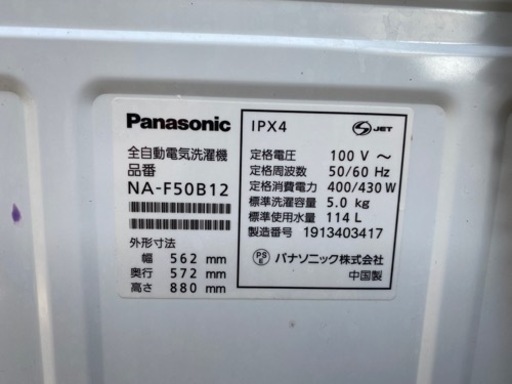 Panasonic
全自動電気洗濯機
品番
NA-F50B12
外形寸法
幅 562 mm
奥行 572 mm
高さ 880 mm
IPX4
S JET
定格電圧 100 V ～
定格周波数 50/60 Hz
定格消費電力 400/430 W
標準洗濯容量 5.0 kg
標準使用水量 114 L
製造番号 1913403417
PS E パナソニック株式会社
中国製